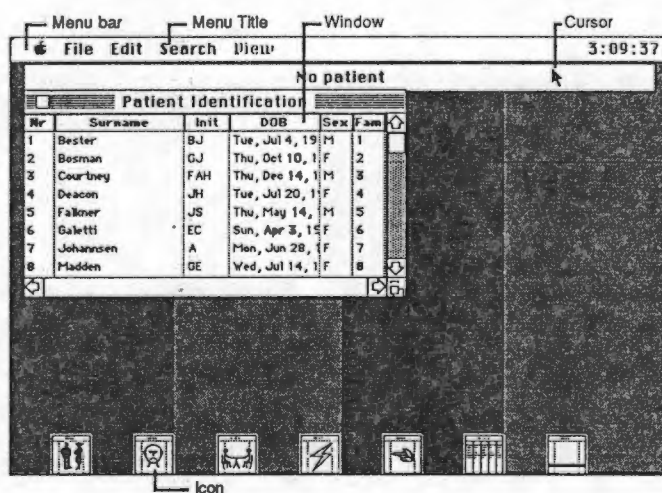 Menu bar Menu Title Window Cursor
File Edit Search View 3:09:37
No patient
Patient Identification
Nr Surname Init DOB Sex Fam
1 Bester BJ Tue, Jul 4, 19 M 1
2 Bosman GJ Thu, Oct 10, 1 F 2
3 Courtney FAH Thu, Dec 14, 1 M 3
4 Deacon JH Tue, Jul 20, 1 F 4
5 Falkner JS Thu, May 14, M 5
6 Galetti EC Sun, Apr 3, 19 F 6
7 Johannsen A Mon, Jun 28, 1 F 7
8 Madden GE Wed, Jul 14, 1 F 8
Icon